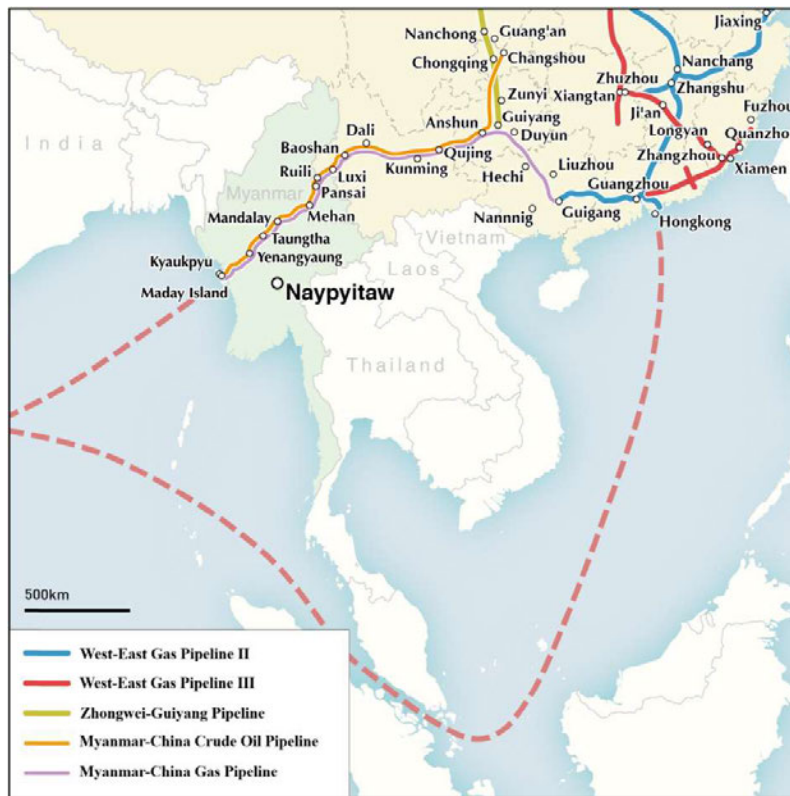 Jiaxing
Nanchong
Guang'an
Chongqing
Changshou
Nanchang
Zhuzhou
Zhangshu
Xiangtan
Zunyi
Ji'an
Fuzhou
Guiyang
Anshun
Duyun
Longyan
Quanzho
India
Dali
Baoshan
Qujing
Zhangzhou
Xiamen
Kunming
Hechi
Liuzhou
Ruili
Luxi
Myanmar
Pansai
Guangzhou
Mandalay
Mehan
Nannnig
Guigang
Hongkong
Taungtha
Vietnam
Kyaukpyu
Yenangyaung
Laos
Maday Island
Naypyitaw
Thailand
500km
West-East Gas Pipeline II
West-East Gas Pipeline III
Zhongwei-Guiyang Pipeline
Myanmar-China Crude Oil Pipeline
Myanmar-China Gas Pipeline